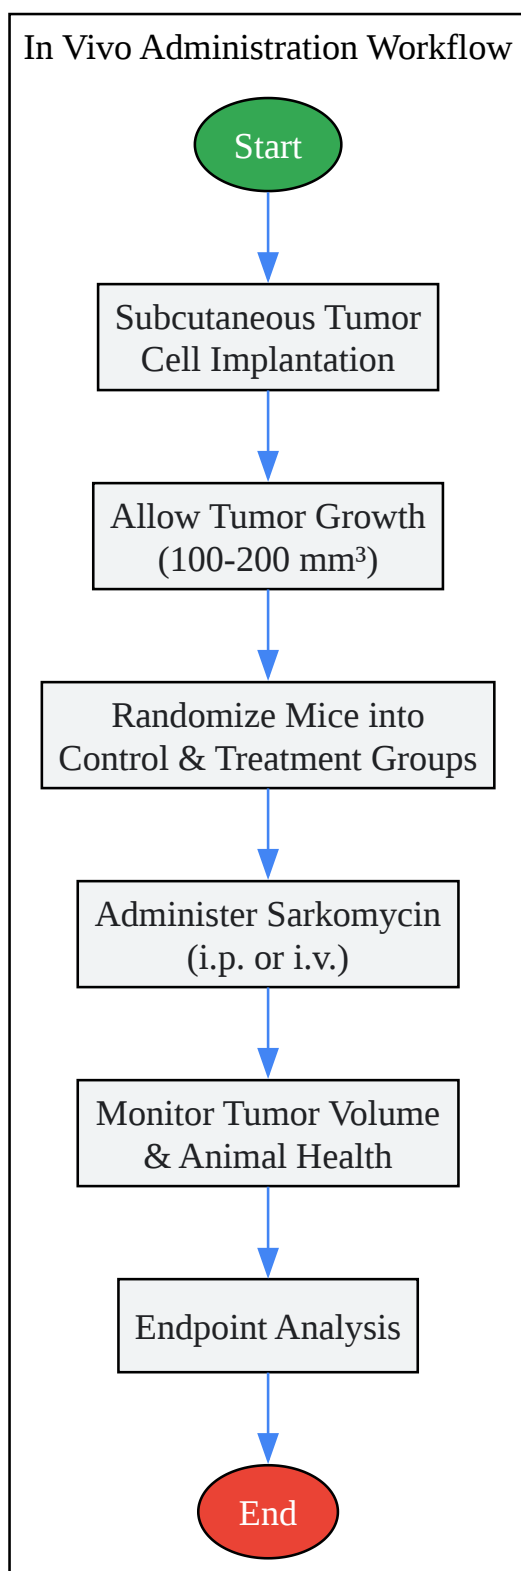 In Vivo Administration Workflow
Start
Subcutaneous Tumor
Cell Implantation
Allow Tumor Growth
(100-200 mm³)
Randomize Mice into
Control & Treatment Groups
Administer Sarkomycin
(i.p. or i.v.)
Monitor Tumor Volume
& Animal Health
Endpoint Analysis
End